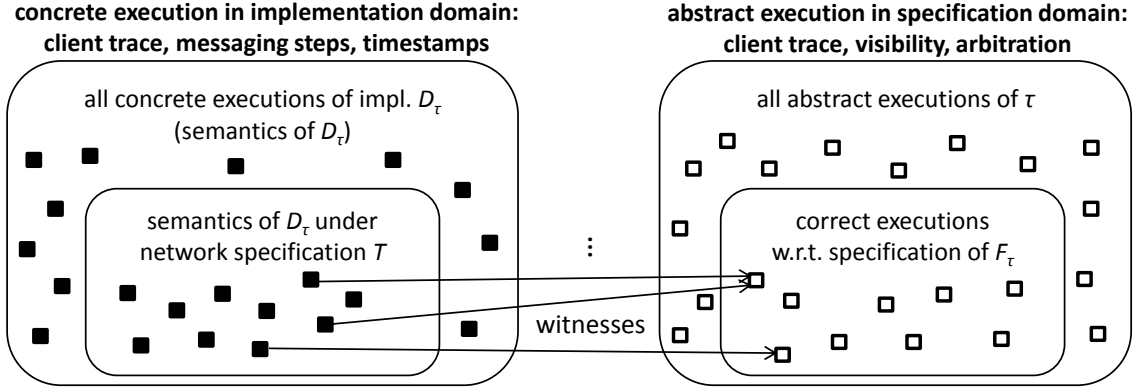 concrete execution in implementation domain:
client trace, messaging steps, timestamps
abstract execution in specification domain:
client trace, visibility, arbitration
all concrete executions of impl. Dτ
(semantics of Dτ)
semantics of Dτ under
network specification T
⋮
witnesses
all abstract executions of τ
correct executions
w.r.t. specification of Fτ